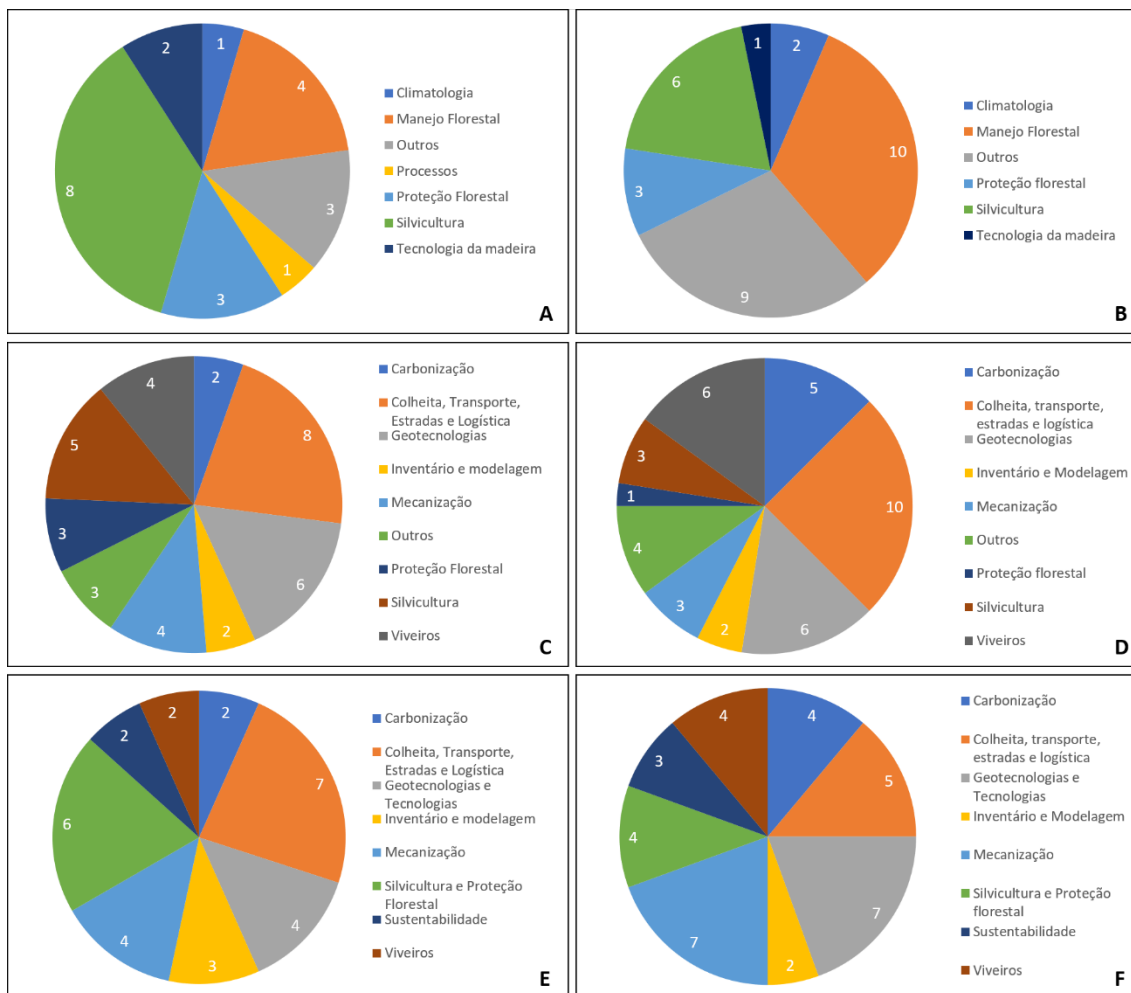 1
2
4
3
1
3
8
Climatologia
Manejo Florestal
Outros
Processos
Proteção Florestal
Silvicultura
Tecnologia da madeira
A
1
2
6
10
3
9
Climatologia
Manejo Florestal
Outros
Proteção florestal
Silvicultura
Tecnologia da madeira
B
4
2
8
5
3
6
3
4
2
Carbonização
Colheita, Transporte,
Estradas e Logística
Geotecnologias
Inventário e modelagem
Mecanização
Outros
Proteção Florestal
Silvicultura
Viveiros
C
6
5
3
10
1
4
3
6
2
Carbonização
Colheita, transporte,
estradas e logística
Geotecnologias
Inventário e Modelagem
Mecanização
Outros
Proteção florestal
Silvicultura
Viveiros
D
2
2
2
7
6
4
4
3
Carbonização
Colheita, Transporte,
Estradas e Logística
Geotecnologias e
Tecnologias
Inventário e modelagem
Mecanização
Silvicultura e Proteção
Florestal
Sustentabilidade
Viveiros
E
4
4
3
5
4
7
7
2
Carbonização
Colheita, transporte,
estradas e logística
Geotecnologias e
Tecnologias
Inventário e Modelagem
Mecanização
Silvicultura e Proteção
florestal
Sustentabilidade
Viveiros
F